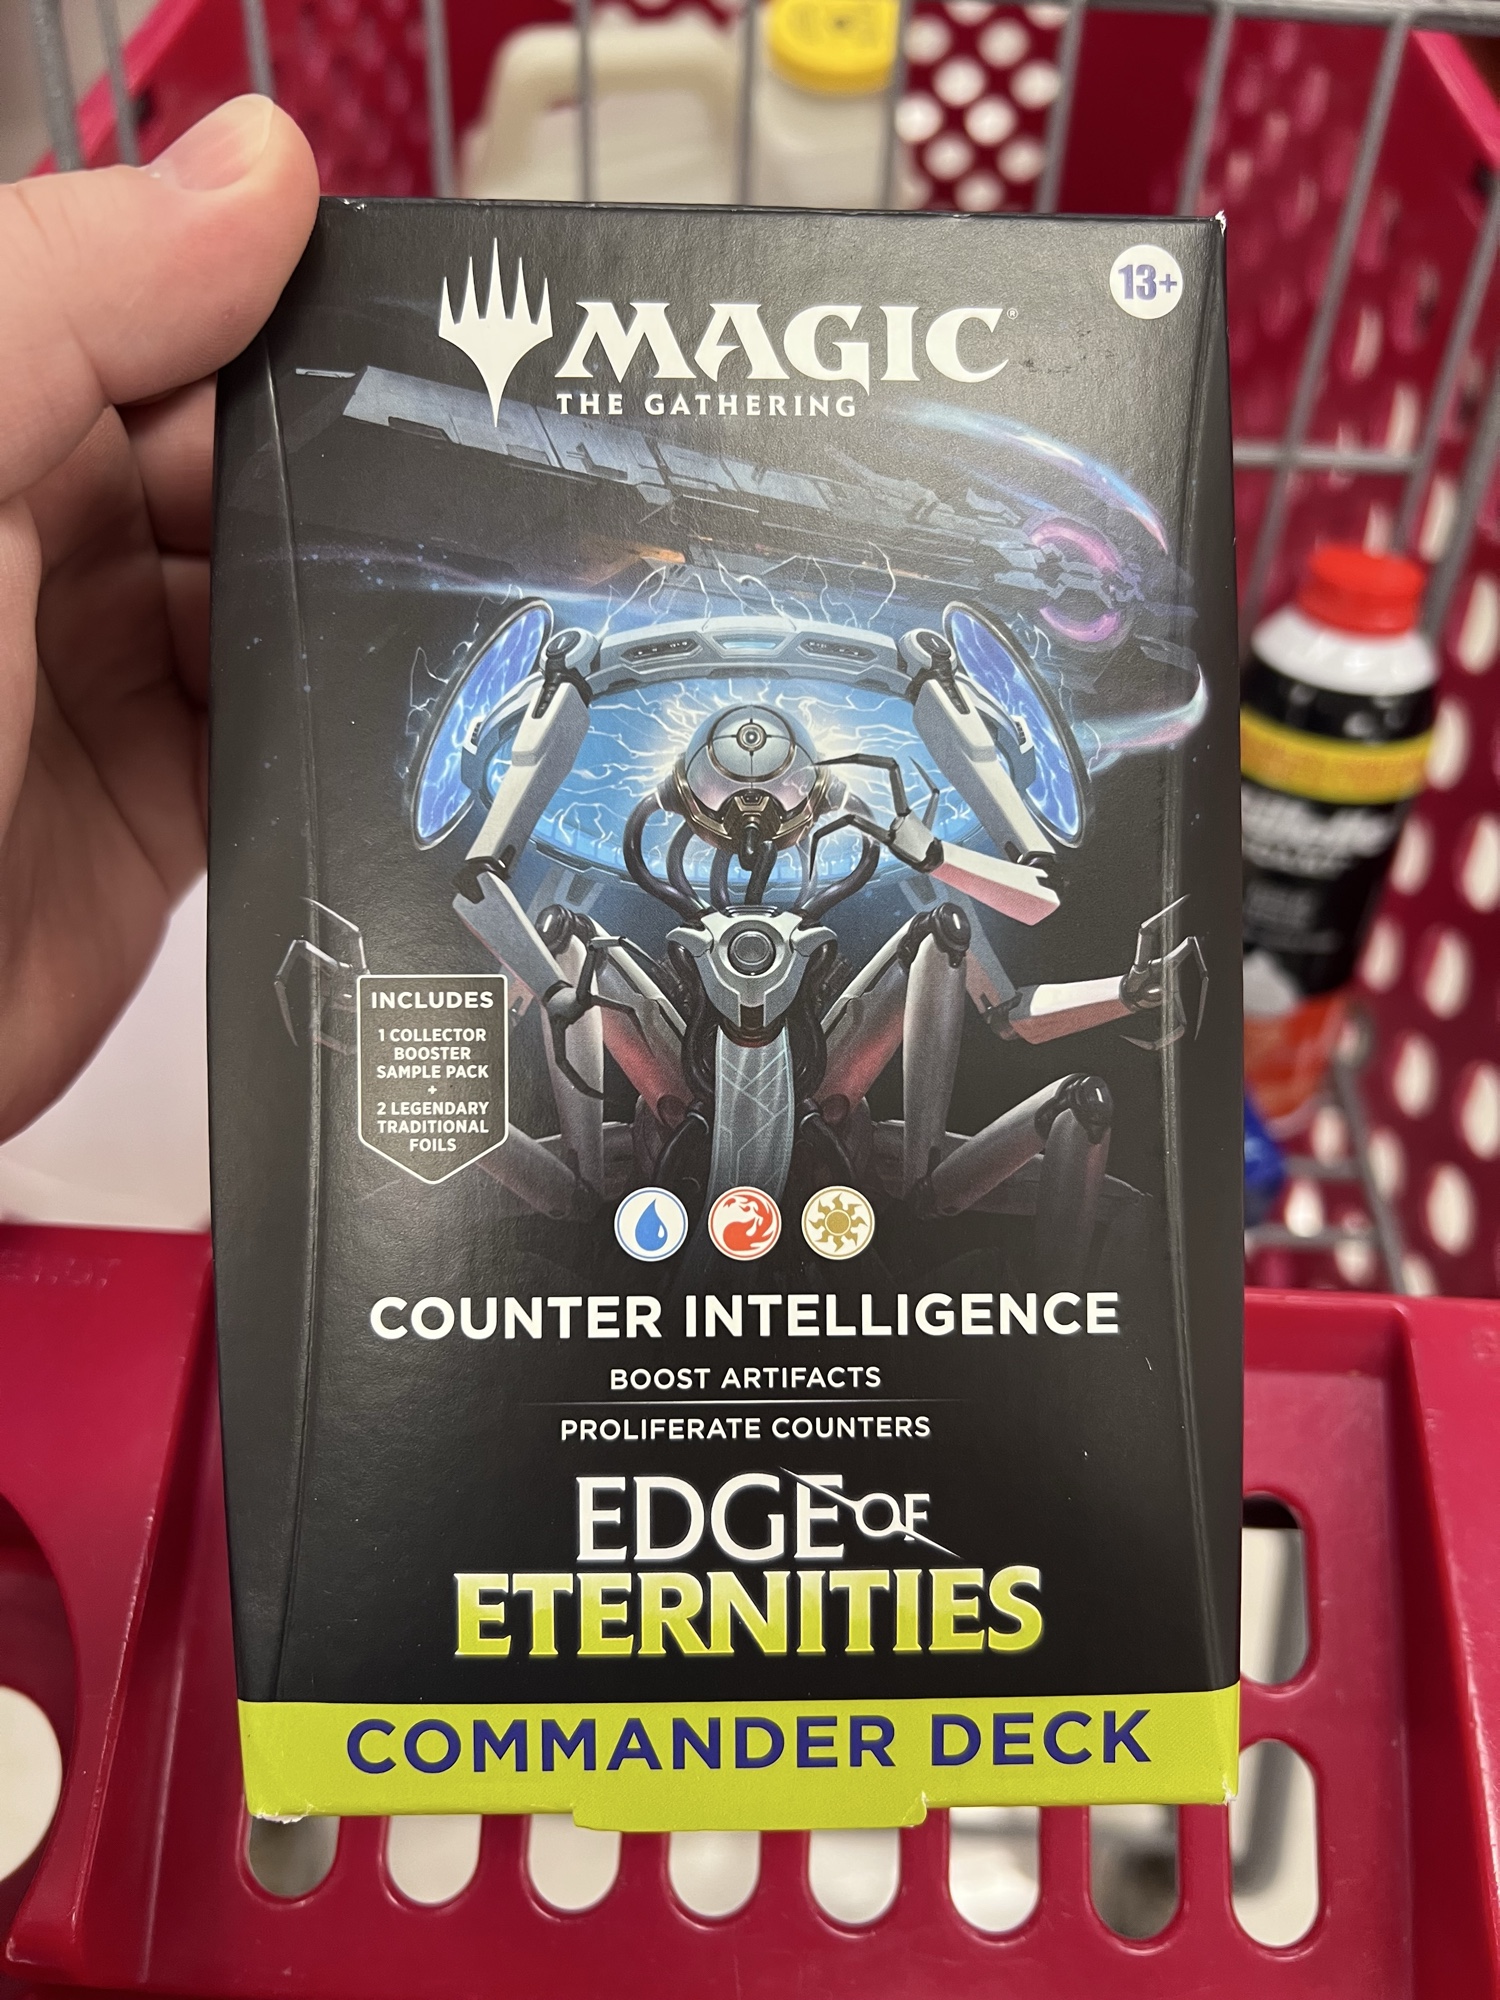 13+
MAGIC®
THE GATHERING
INCLUDES
1 COLLECTOR
BOOSTER
SAMPLE PACK
+
2 LEGENDARY
TRADITIONAL
FOILS
COUNTER INTELLIGENCE
BOOST ARTIFACTS
PROLIFERATE COUNTERS
EDGE OF
ETERNITIES
COMMANDER DECK